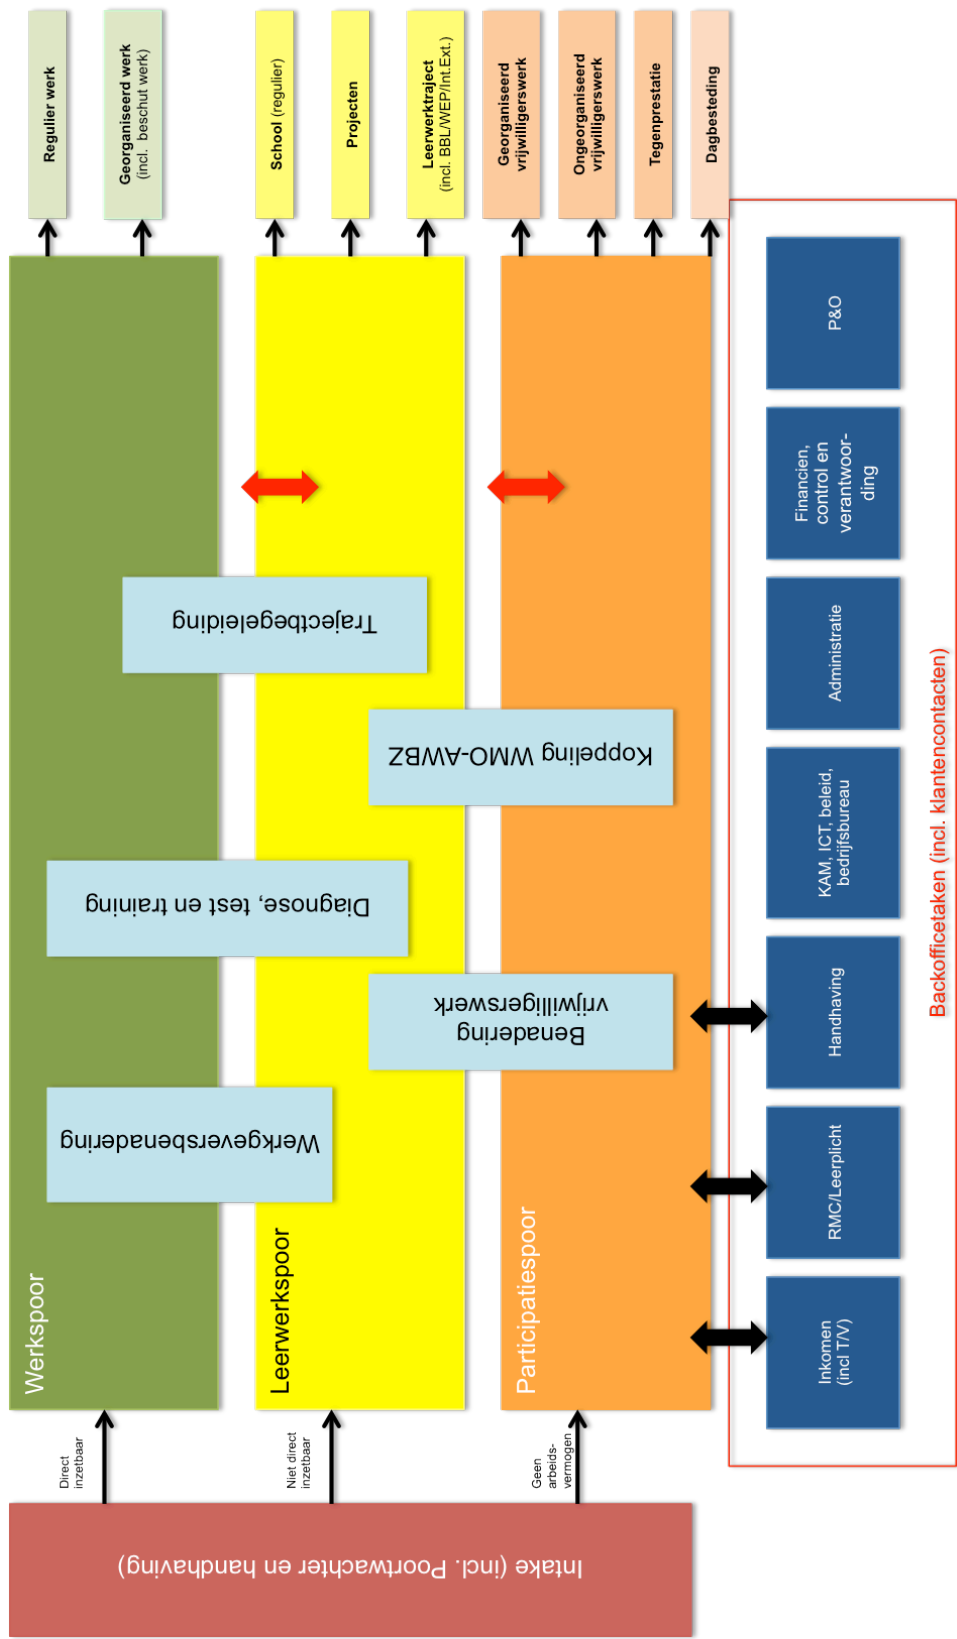 Intake (incl. Poortwachter en handhaving)
Direct
inzetbaar
Niet direct
inzetbaar
Geen
arbeids-
vermogen
Werkspoor
Leerwerkspoor
Participatiespoor
Werkgeversbenadering
Benadering
vrijwilligerswerk
Diagnose, test en training
Koppeling WMO-AWBZ
Trajectbegeleiding
Regulier werk
Georganiseerd werk
(incl. beschut werk)
School (regulier)
Projecten
Leerwerktraject
(incl. BBL/WEP/Int.Ext.)
Georganiseerd
vrijwilligerswerk
Ongeorganiseerd
vrijwilligerswerk
Tegenprestatie
Dagbesteding
Inkomen
(incl T/V)
RMC/Leerplicht
Handhaving
KAM, ICT, beleid,
bedrijfsbureau
Administratie
Financien,
control en
verantwoor-
ding
P&O
Backofficetaken (incl. klantencontacten)